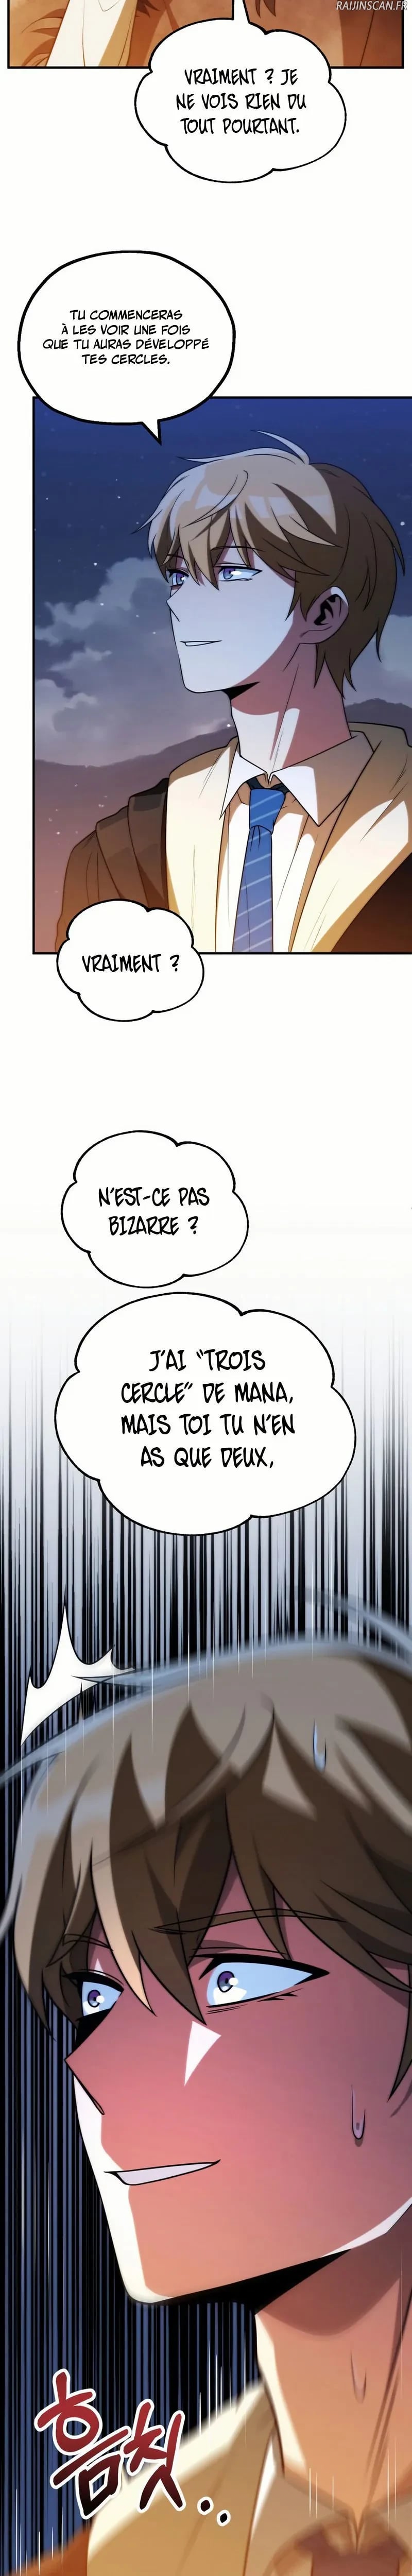 RAIJINSCAN.FR
VRAIMENT ? JE
NE VOIS RIEN DU
TOUT POURTANT.
TU COMMENCERAS
À LES VOIR UNE FOIS
QUE TU AURAS DÉVELOPPÉ
TES CERCLES.
VRAIMENT ?
N'EST-CE PAS
BIZARRE ?
J'AI "TROIS
CERCLE" DE MANA,
MAIS TOI TU N'EN
AS QUE DEUX,
흠칫..